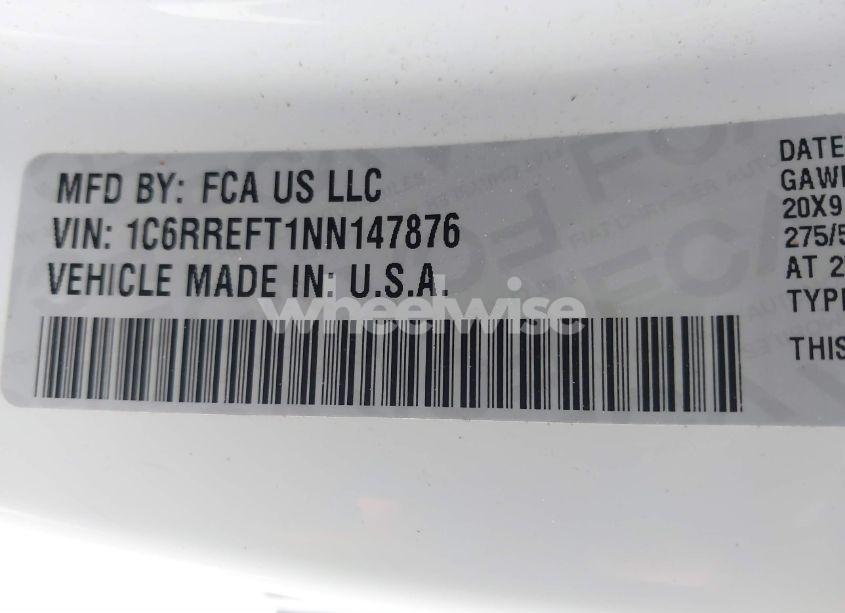 MFD BY: FCA US LLC
VIN: 1C6RREFT1NN147876
VEHICLE MADE IN: U.S.A.
wheelwise
DATE
GAW
20X9
275/5
AT 2
TYP
THIS